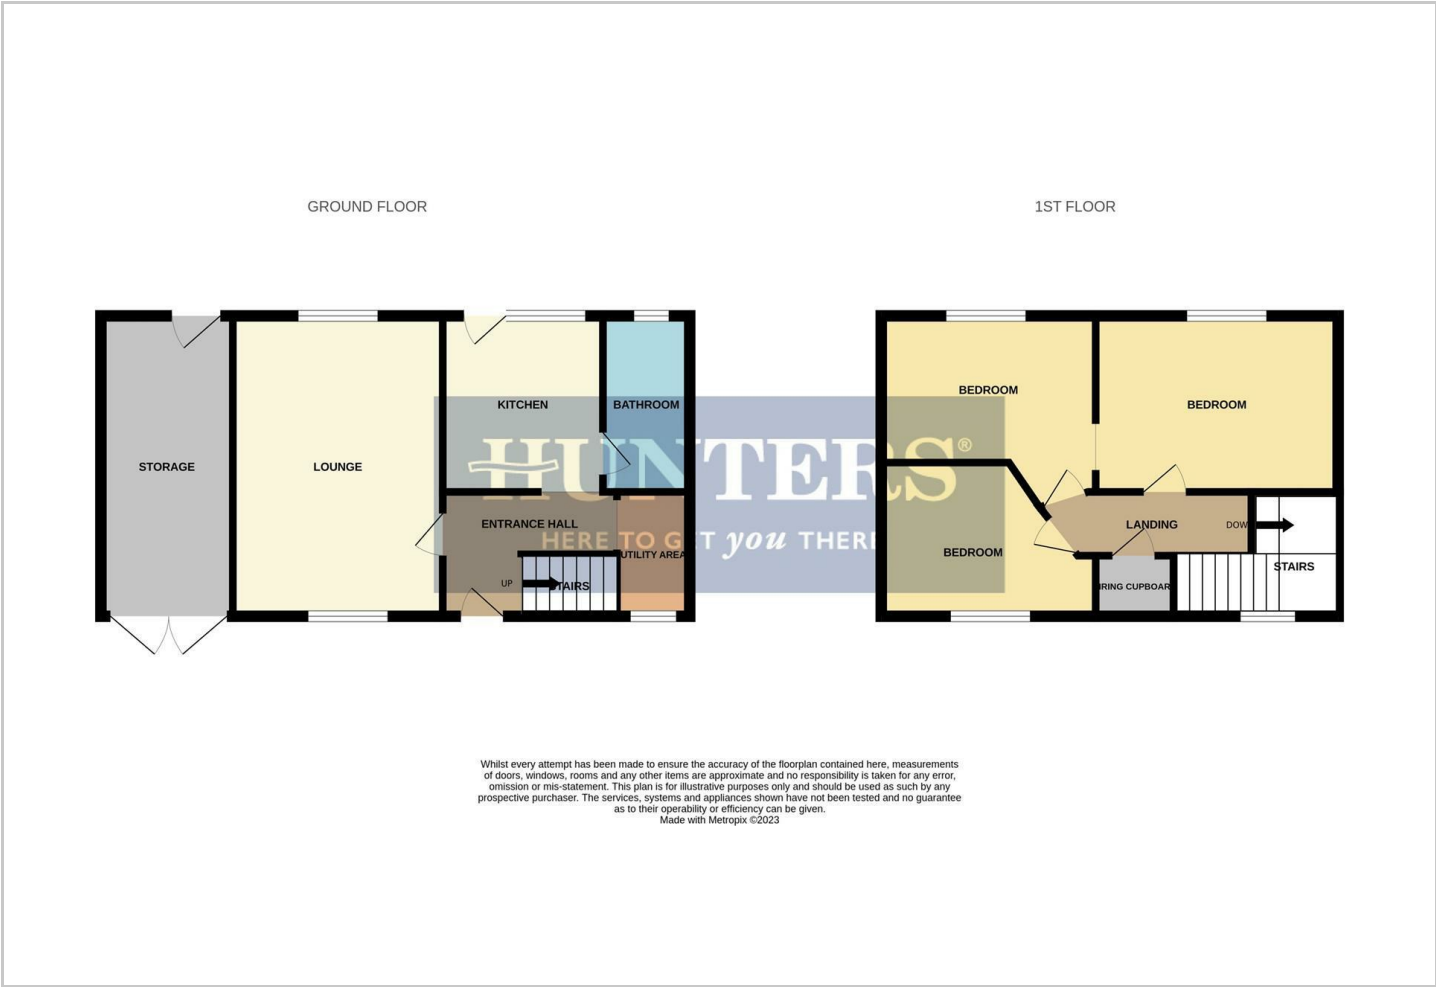 GROUND FLOOR
1ST FLOOR
STORAGE
LOUNGE
KITCHEN
BATHROOM
ENTRANCE HALL
UTILITY AREA
UP
STAIRS
BEDROOM
BEDROOM
BEDROOM
LANDING
DOW
STAIRS
IRING CUPBOAR
HUNTERS®
HERE TO GET you THERE
Whilst every attempt has been made to ensure the accuracy of the floorplan contained here, measurements
of doors, windows, rooms and any other items are approximate and no responsibility is taken for any error,
omission or mis-statement. This plan is for illustrative purposes only and should be used as such by any
prospective purchaser. The services, systems and appliances shown have not been tested and no guarantee
as to their operability or efficiency can be given.
Made with Metropix ©2023